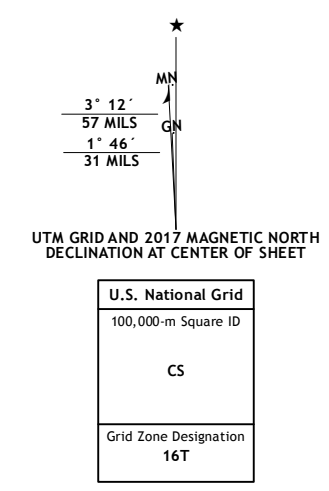 ★
MN
3° 12´
57 MILS
GN
1° 46´
31 MILS
UTM GRID AND 2017 MAGNETIC NORTH
DECLINATION AT CENTER OF SHEET
U.S. National Grid
100,000-m Square ID
CS
Grid Zone Designation
16T